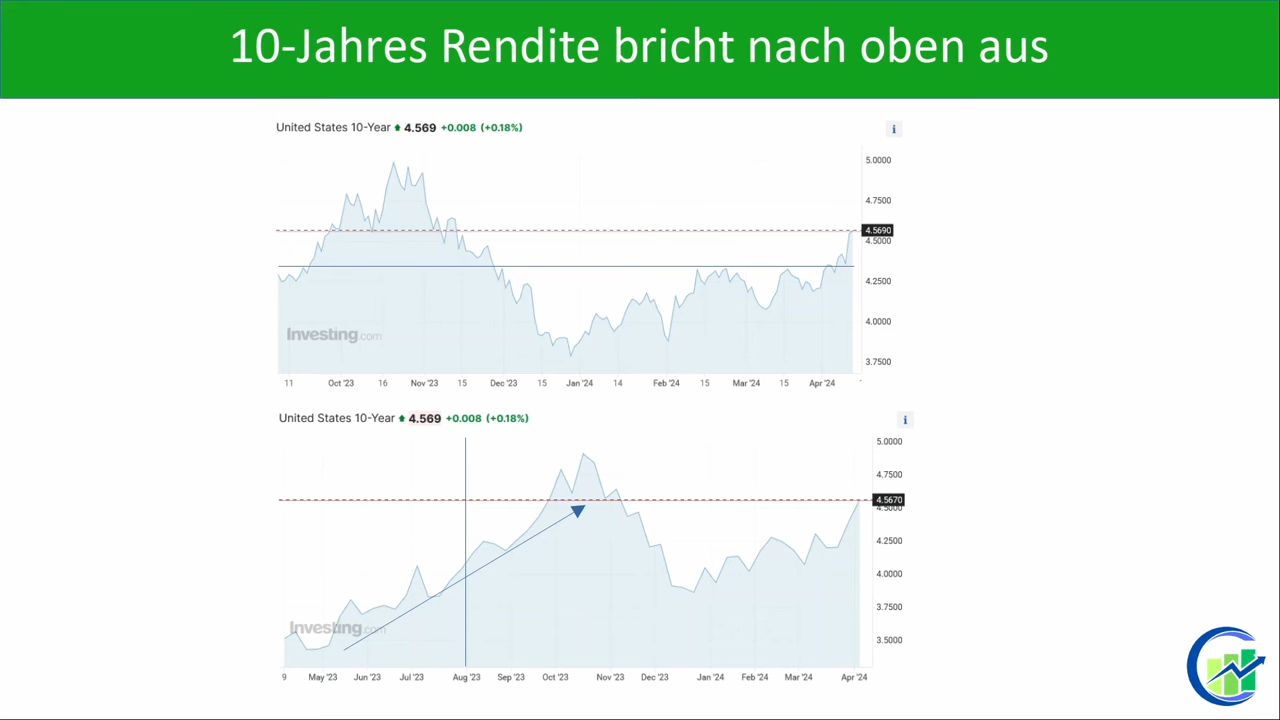 10-Jahres Rendite bricht nach oben aus
United States 10-Year 4.569 +0.008 (+0.18%)
i
5.0000
4.7500
4.5690
4.5000
4.2500
4.0000
3.7500
Investing.com
11 Oct '23 16 Nov '23 15 Dec '23 15 Jan '24 14 Feb '24 15 Mar '24 15 Apr '24
United States 10-Year 4.569 +0.008 (+0.18%)
i
5.0000
4.7500
4.5670
4.5000
4.2500
4.0000
3.7500
3.5000
Investing.com
9 May '23 Jun '23 Jul '23 Aug '23 Sep '23 Oct '23 Nov '23 Dec '23 Jan '24 Feb '24 Mar '24 Apr '24